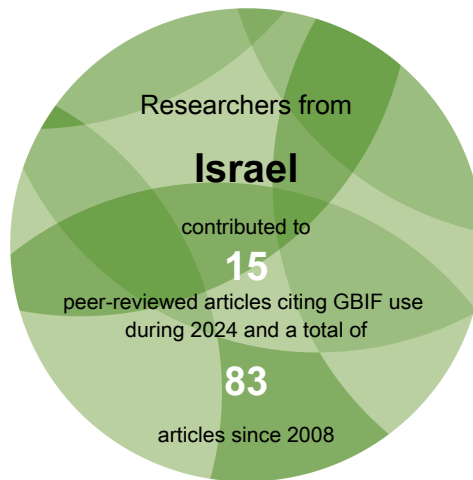 Researchers from
Israel
contributed to
15
peer-reviewed articles citing GBIF use
during 2024 and a total of
83
articles since 2008